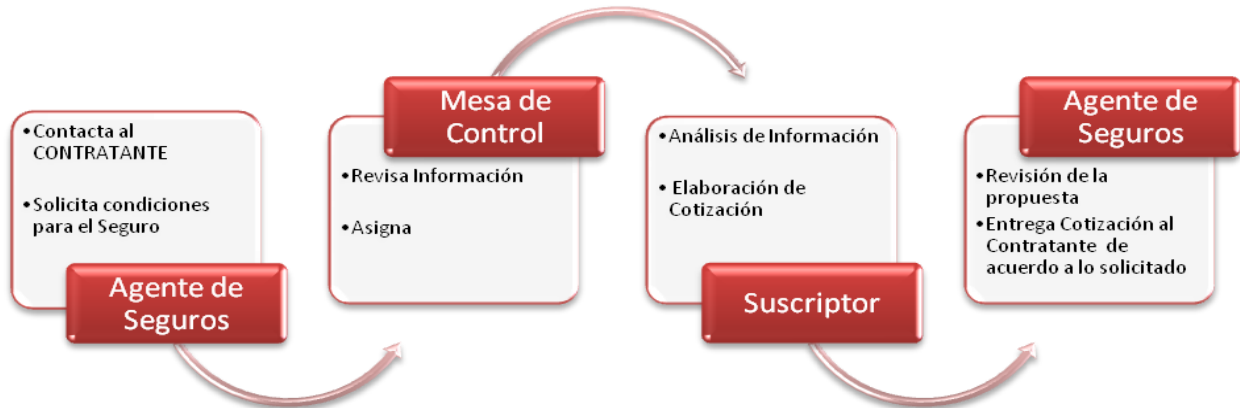 • Contacta al
CONTRATANTE
• Solicita condiciones
para el Seguro
Agente de
Seguros
Mesa de
Control
• Revisa Información
• Asigna
• Análisis de Información
• Elaboración de
Cotización
Suscriptor
Agente de
Seguros
• Revisión de la
propuesta
• Entrega Cotización al
Contratante de
acuerdo a lo solicitado